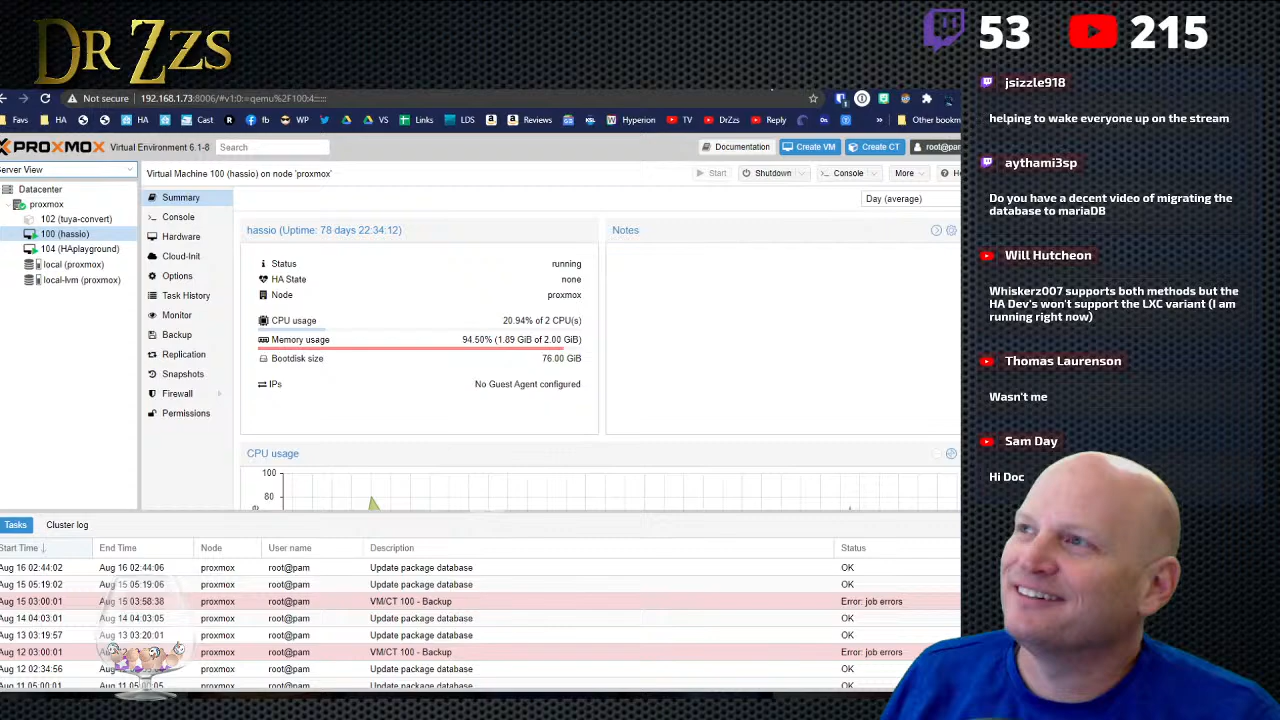 DR ZZS
53
215
Not secure
192.168.1.73:8006/#v1:0:=qemu%2F100:4:::::
Favs
HA
HA
Cast
fb
WP
VS
Links
LDS
Reviews
Hyperion
TV
DrZzs
Reply
»
Other bookm
PROXMOX
Virtual Environment 6.1-8
Search
Documentation
Create VM
Create CT
root@pam
Server View
Virtual Machine 100 (hassio) on node 'proxmox'
Start
Shutdown
Console
More
He
Datacenter
proxmox
102 (tuya-convert)
100 (hassio)
104 (HAplayground)
local (proxmox)
local-lvm (proxmox)
Summary
Console
Hardware
Cloud-Init
Options
Task History
Monitor
Backup
Replication
Snapshots
Firewall
Permissions
Day (average)
hassio (Uptime: 78 days 22:34:12)
Status running
HA State none
Node proxmox
CPU usage 20.94% of 2 CPU(s)
Memory usage 94.50% (1.89 GiB of 2.00 GiB)
Bootdisk size 76.00 GiB
IPs No Guest Agent configured
Notes
CPU usage
100
80
Tasks
Cluster log
Start Time End Time Node User name Description Status
Aug 16 02:44:02 Aug 16 02:44:06 proxmox root@pam Update package database OK
Aug 15 05:19:02 Aug 15 05:19:06 proxmox root@pam Update package database OK
Aug 15 03:00:01 Aug 15 03:58:38 proxmox root@pam VM/CT 100 - Backup Error: job errors
Aug 14 04:03:01 Aug 14 04:03:05 proxmox root@pam Update package database OK
Aug 13 03:19:57 Aug 13 03:20:01 proxmox root@pam Update package database OK
Aug 12 03:00:01 proxmox root@pam VM/CT 100 - Backup Error: job errors
Aug 12 02:34:56 proxmox root@pam Update package database OK
Aug 11 05:00:01 proxmox root@pam Update package database OK
jsizzle918
helping to wake everyone up on the stream
aythami3sp
Do you have a decent video of migrating the
database to mariaDB
Will Hutcheon
Whiskerz007 supports both methods but the
HA Dev's won't support the LXC variant (I am
running right now)
Thomas Laurenson
Wasn't me
Sam Day
Hi Doc